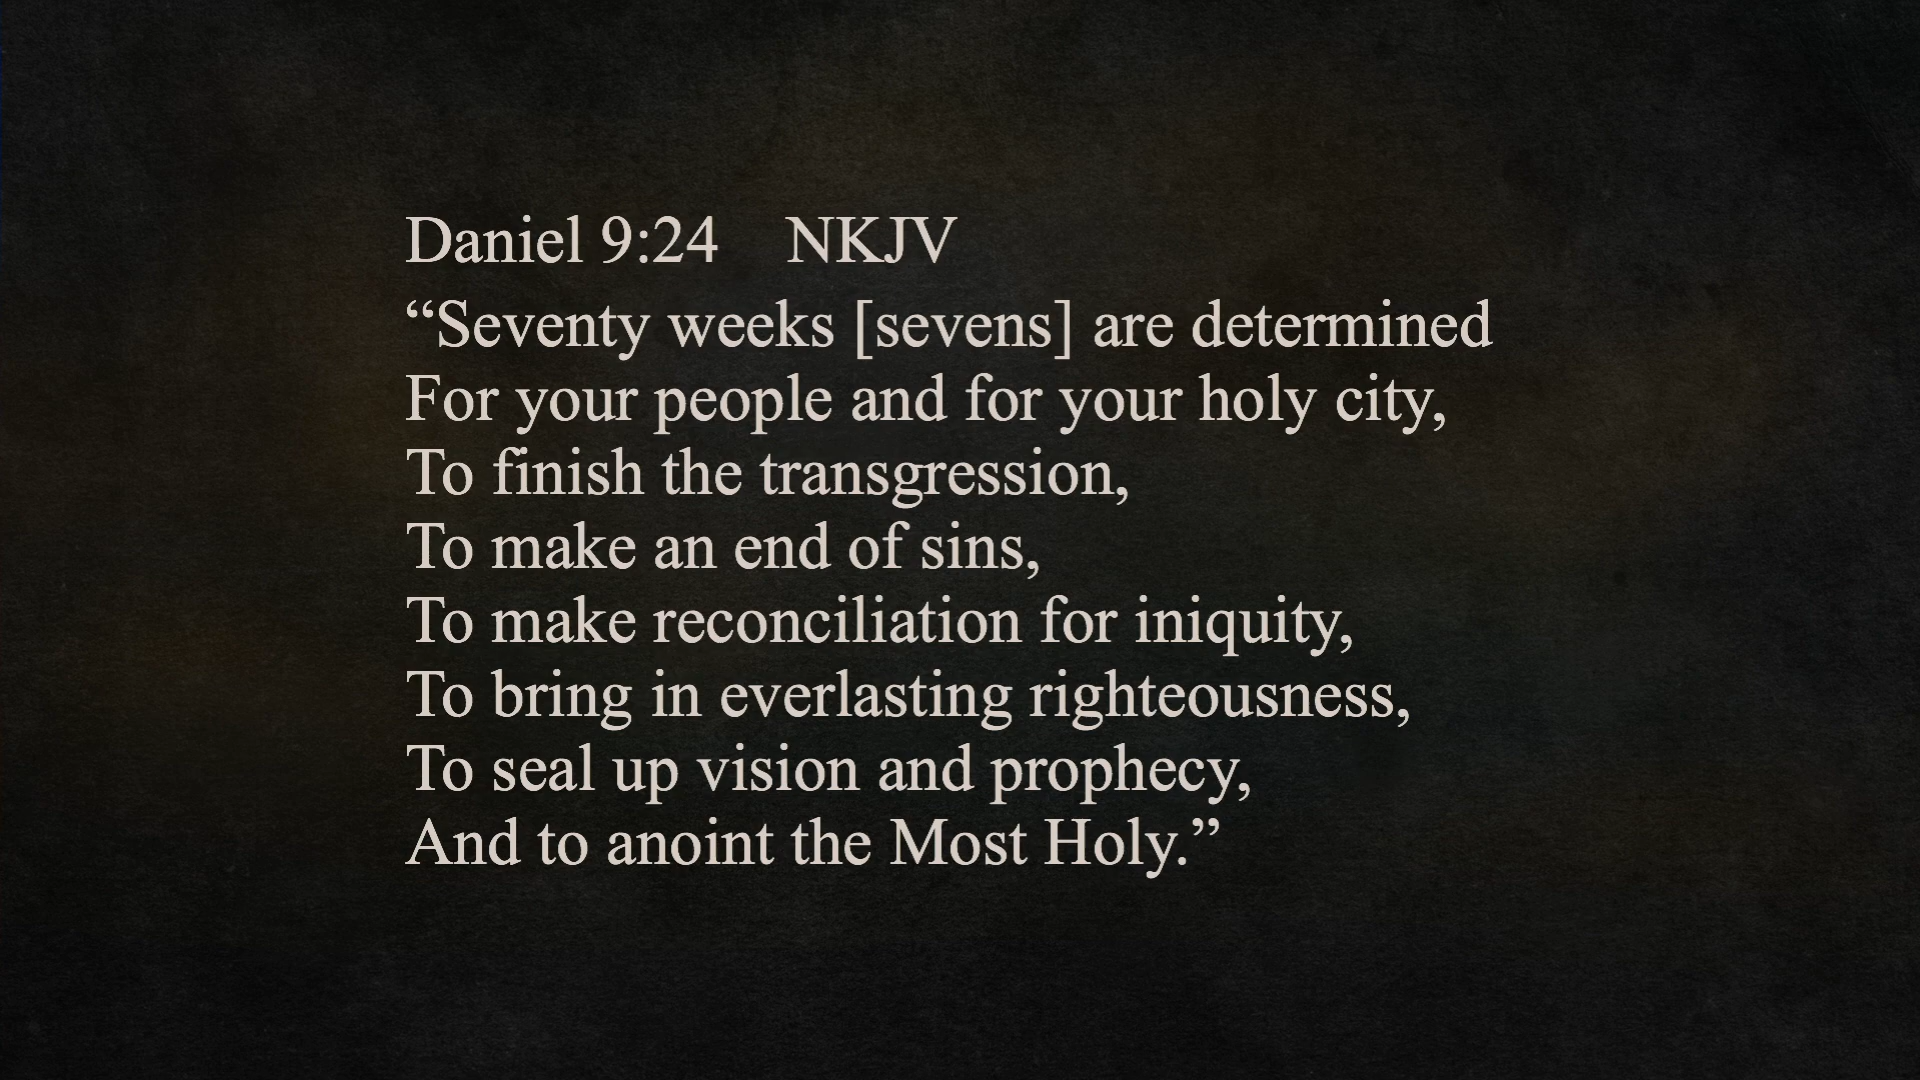 Daniel 9:24 NKJV
“Seventy weeks [sevens] are determined
For your people and for your holy city,
To finish the transgression,
To make an end of sins,
To make reconciliation for iniquity,
To bring in everlasting righteousness,
To seal up vision and prophecy,
And to anoint the Most Holy.”